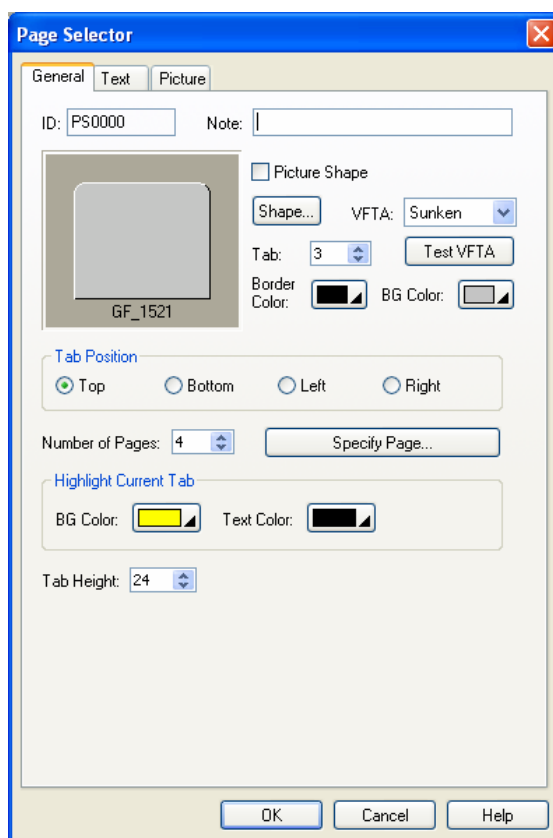 Page Selector
General Text Picture
ID: PS0000 Note:
Picture Shape
Shape... VFTA: Sunken
Tab: 3 Test VFTA
Border Color: BG Color:
GF_1521
Tab Position
Top Bottom Left Right
Number of Pages: 4 Specify Page...
Highlight Current Tab
BG Color: Text Color:
Tab Height: 24
OK Cancel Help